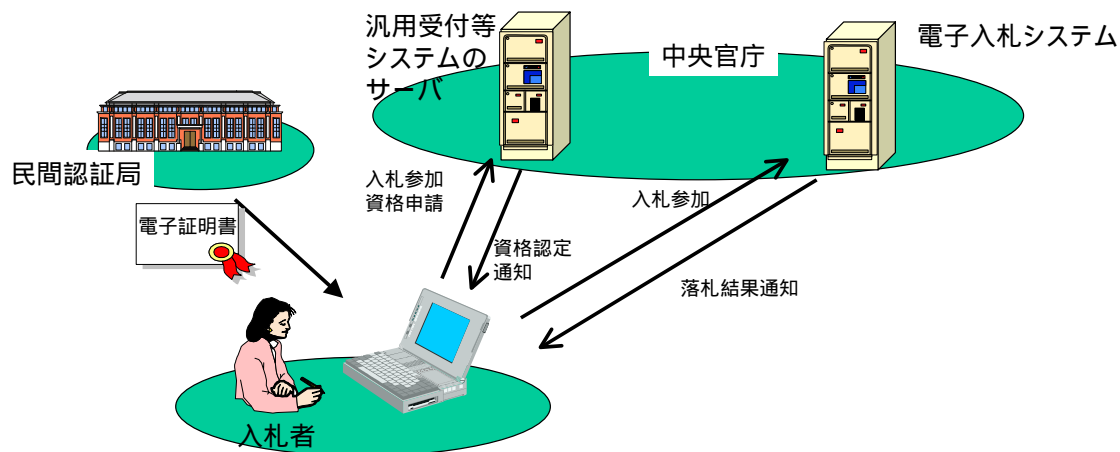 汎用受付等
システムの
サーバ
中央官庁
電子入札システム
民間認証局
電子証明書
入札参加
資格申請
資格認定
通知
入札参加
落札結果通知
入札者